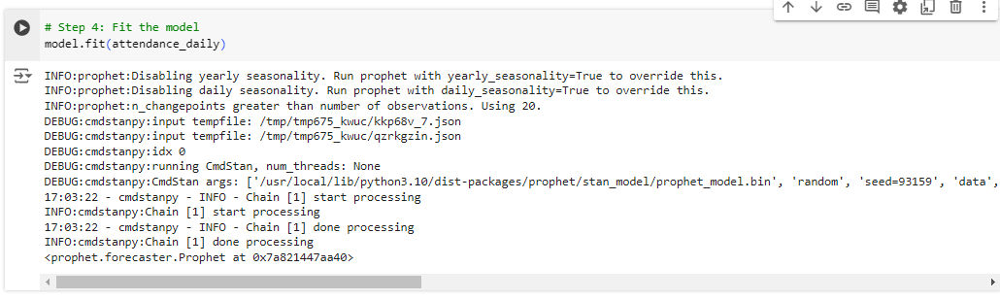 # Step 4: Fit the model
model.fit(attendance_daily)
INFO:prophet:Disabling yearly seasonality. Run prophet with yearly_seasonality=True to override this.
INFO:prophet:Disabling daily seasonality. Run prophet with daily_seasonality=True to override this.
INFO:prophet:n_changepoints greater than number of observations. Using 20.
DEBUG:cmdstanpy:input tempfile: /tmp/tmp675_kwuc/kkp68v_7.json
DEBUG:cmdstanpy:input tempfile: /tmp/tmp675_kwuc/qzrkgzin.json
DEBUG:cmdstanpy:idx 0
DEBUG:cmdstanpy:running CmdStan, num_threads: None
DEBUG:cmdstanpy:CmdStan args: ['/usr/local/lib/python3.10/dist-packages/prophet/stan_model/prophet_model.bin', 'random', 'seed=93159', 'data',
17:03:22 - cmdstanpy - INFO - Chain [1] start processing
INFO:cmdstanpy:Chain [1] start processing
17:03:22 - cmdstanpy - INFO - Chain [1] done processing
INFO:cmdstanpy:Chain [1] done processing
<prophet.forecaster.Prophet at 0x7a821447aa40>